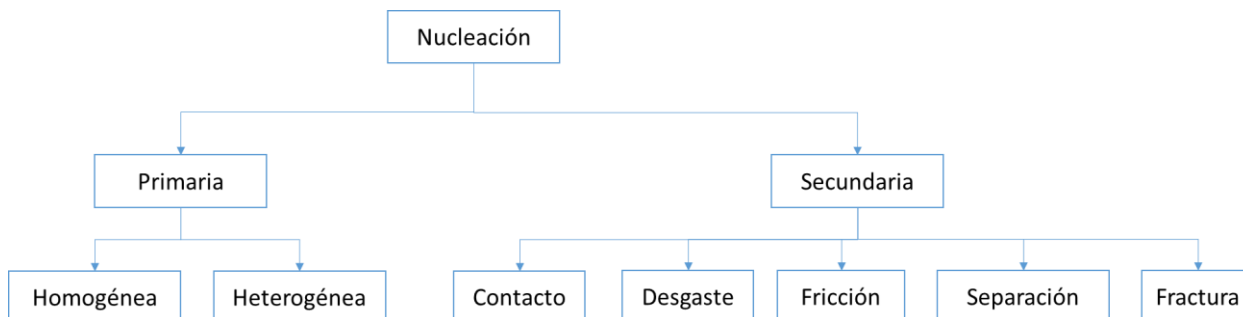 Nucleación
Primaria
Secundaria
Homogénea
Heterogénea
Contacto
Desgaste
Fricción
Separación
Fractura